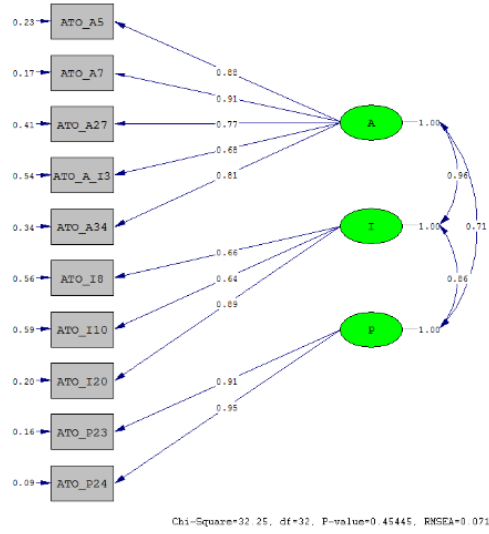 0.23 ATO_A5
0.88
0.17 ATO_A7
0.91
0.41 ATO_A27
0.77
A 1.00
0.68
0.54 ATO_A_I3
0.96
0.81
0.34 ATO_A34
0.71
I 1.00
0.66
0.56 ATO_I8
0.64
0.86
0.89
0.59 ATO_I10
P 1.00
0.20 ATO_I20
0.91
0.16 ATO_P23
0.95
0.09 ATO_P24
Chi-Square=32.25, df=32, P-value=0.45445, RMSEA=0.071